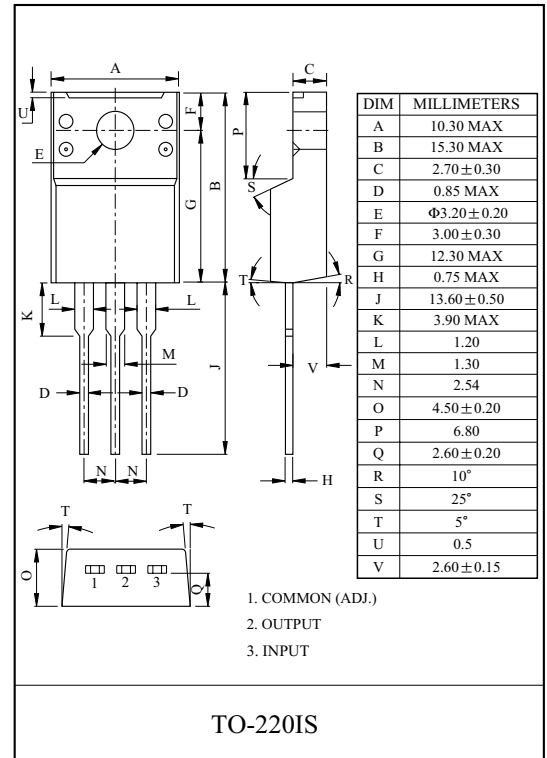 A
C
U
F
E
P
S
B
G
T
R
K
L
L
M
J
V
D
D
N
N
H
T
T
O
1
2
3
Q
DIM MILLIMETERS
A 10.30 MAX
B 15.30 MAX
C 2.70±0.30
D 0.85 MAX
E Φ3.20±0.20
F 3.00±0.30
G 12.30 MAX
H 0.75 MAX
J 13.60±0.50
K 3.90 MAX
L 1.20
M 1.30
N 2.54
O 4.50±0.20
P 6.80
Q 2.60±0.20
R 10°
S 25°
T 5°
U 0.5
V 2.60±0.15
1. COMMON (ADJ.)
2. OUTPUT
3. INPUT
TO-220IS